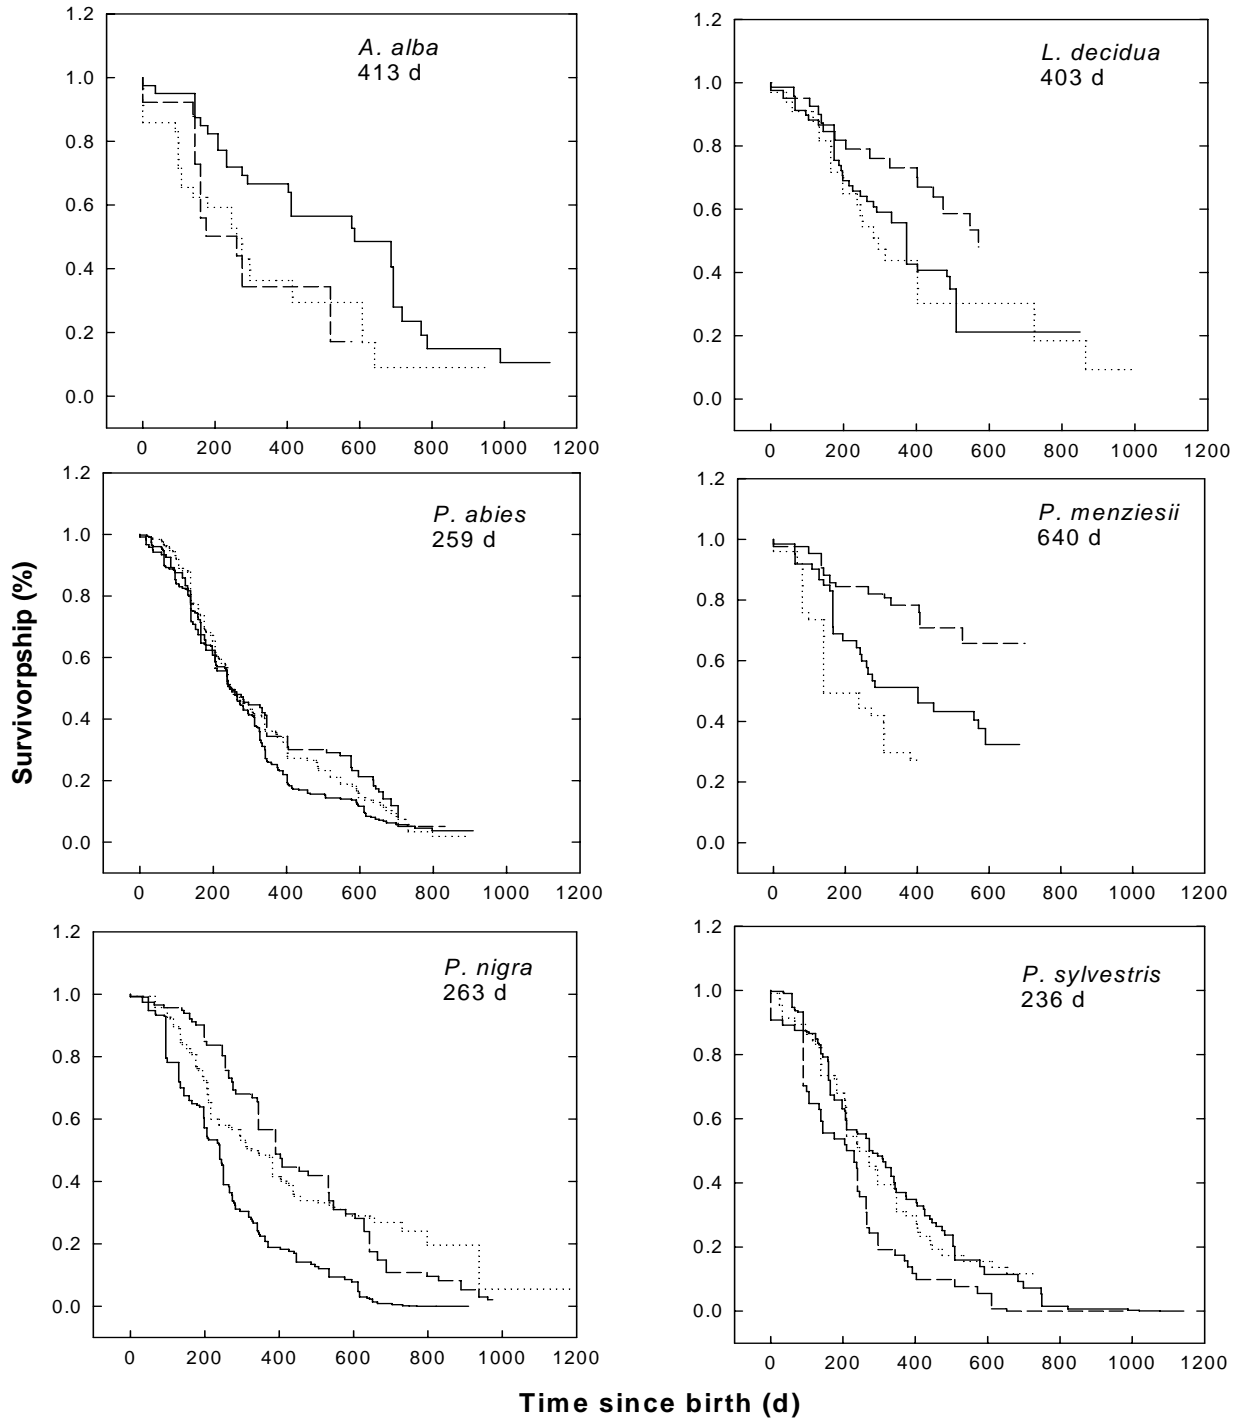 1.2
1.0
0.8
0.6
0.4
0.2
0.0
A. alba
413 d
0 200 400 600 800 1000 1200
1.2
1.0
0.8
0.6
0.4
0.2
0.0
L. decidua
403 d
0 200 400 600 800 1000 1200
Survivorpship (%)
1.2
1.0
0.8
0.6
0.4
0.2
0.0
P. abies
259 d
0 200 400 600 800 1000 1200
1.2
1.0
0.8
0.6
0.4
0.2
0.0
P. menziesii
640 d
0 200 400 600 800 1000 1200
1.2
1.0
0.8
0.6
0.4
0.2
0.0
P. nigra
263 d
0 200 400 600 800 1000 1200
1.2
1.0
0.8
0.6
0.4
0.2
0.0
P. sylvestris
236 d
0 200 400 600 800 1000 1200
Time since birth (d)